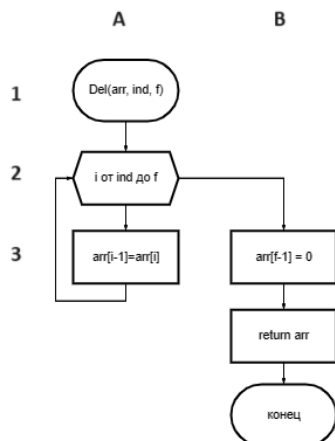 A B
1
Del(arr, ind, f)
2
i от ind до f
3
arr[i-1]=arr[i]
arr[f-1] = 0
return arr
конец